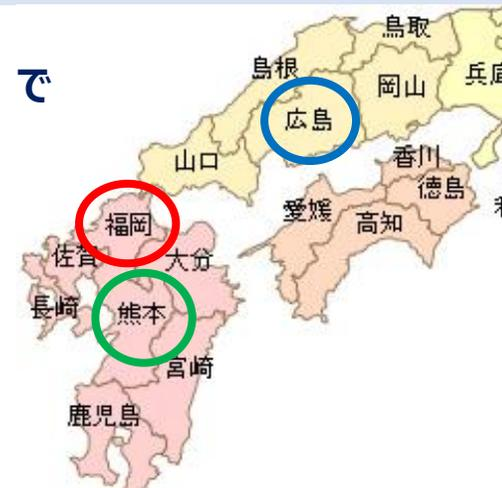 で
鳥取
島根
岡山
兵庫
広島
山口
香川
徳島
愛媛
高知
福岡
佐賀
大分
長崎
熊本
宮崎
鹿児島